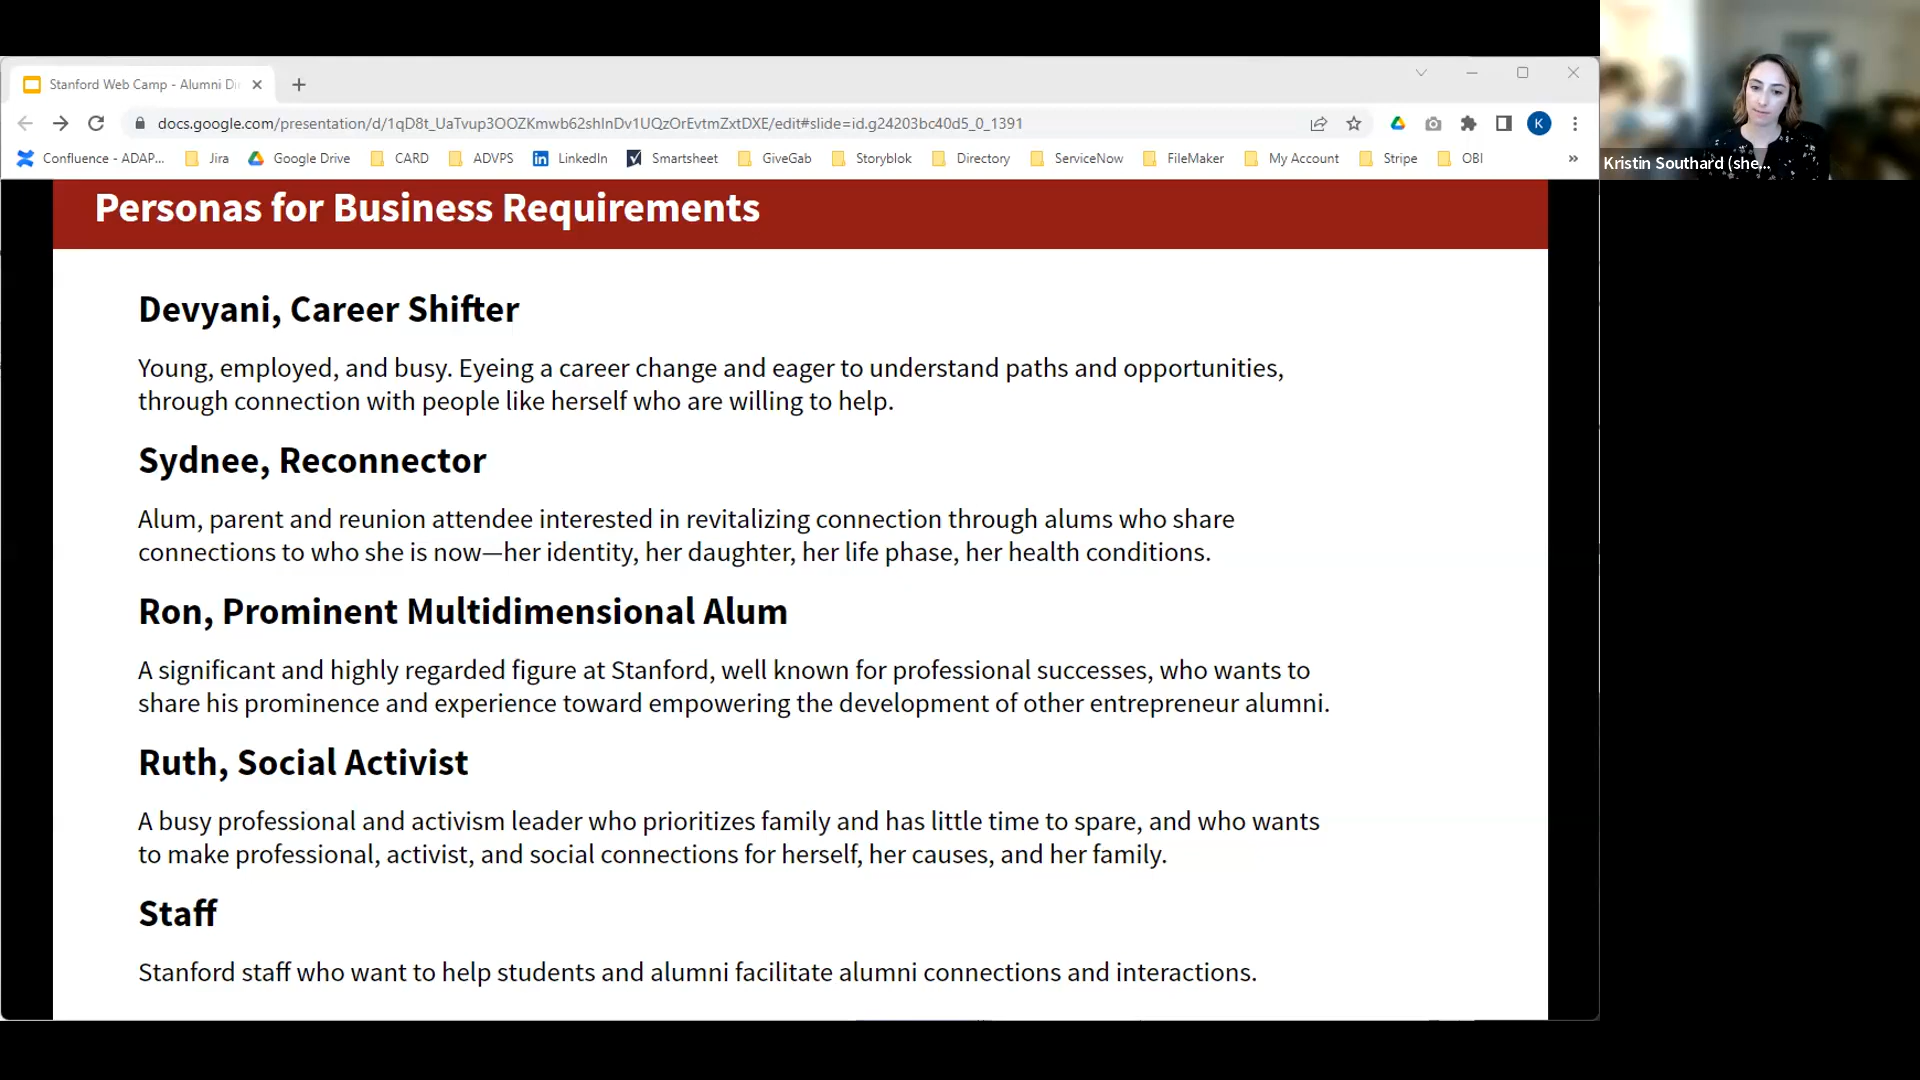 Stanford Web Camp - Alumni Di
docs.google.com/presentation/d/1qD8t_UaTvup3OOZKmwb62shlnDv1UQzOrEvtmZxtDXE/edit#slide=id.g24203bc40d5_0_1391
K
Confluence - ADAP... Jira Google Drive CARD ADVPS LinkedIn Smartsheet GiveGab Storyblok Directory ServiceNow FileMaker My Account Stripe OBI »
Kristin Southard (she...
Personas for Business Requirements
Devyani, Career Shifter
Young, employed, and busy. Eyeing a career change and eager to understand paths and opportunities,
through connection with people like herself who are willing to help.
Sydnee, Reconnector
Alum, parent and reunion attendee interested in revitalizing connection through alums who share
connections to who she is now—her identity, her daughter, her life phase, her health conditions.
Ron, Prominent Multidimensional Alum
A significant and highly regarded figure at Stanford, well known for professional successes, who wants to
share his prominence and experience toward empowering the development of other entrepreneur alumni.
Ruth, Social Activist
A busy professional and activism leader who prioritizes family and has little time to spare, and who wants
to make professional, activist, and social connections for herself, her causes, and her family.
Staff
Stanford staff who want to help students and alumni facilitate alumni connections and interactions.